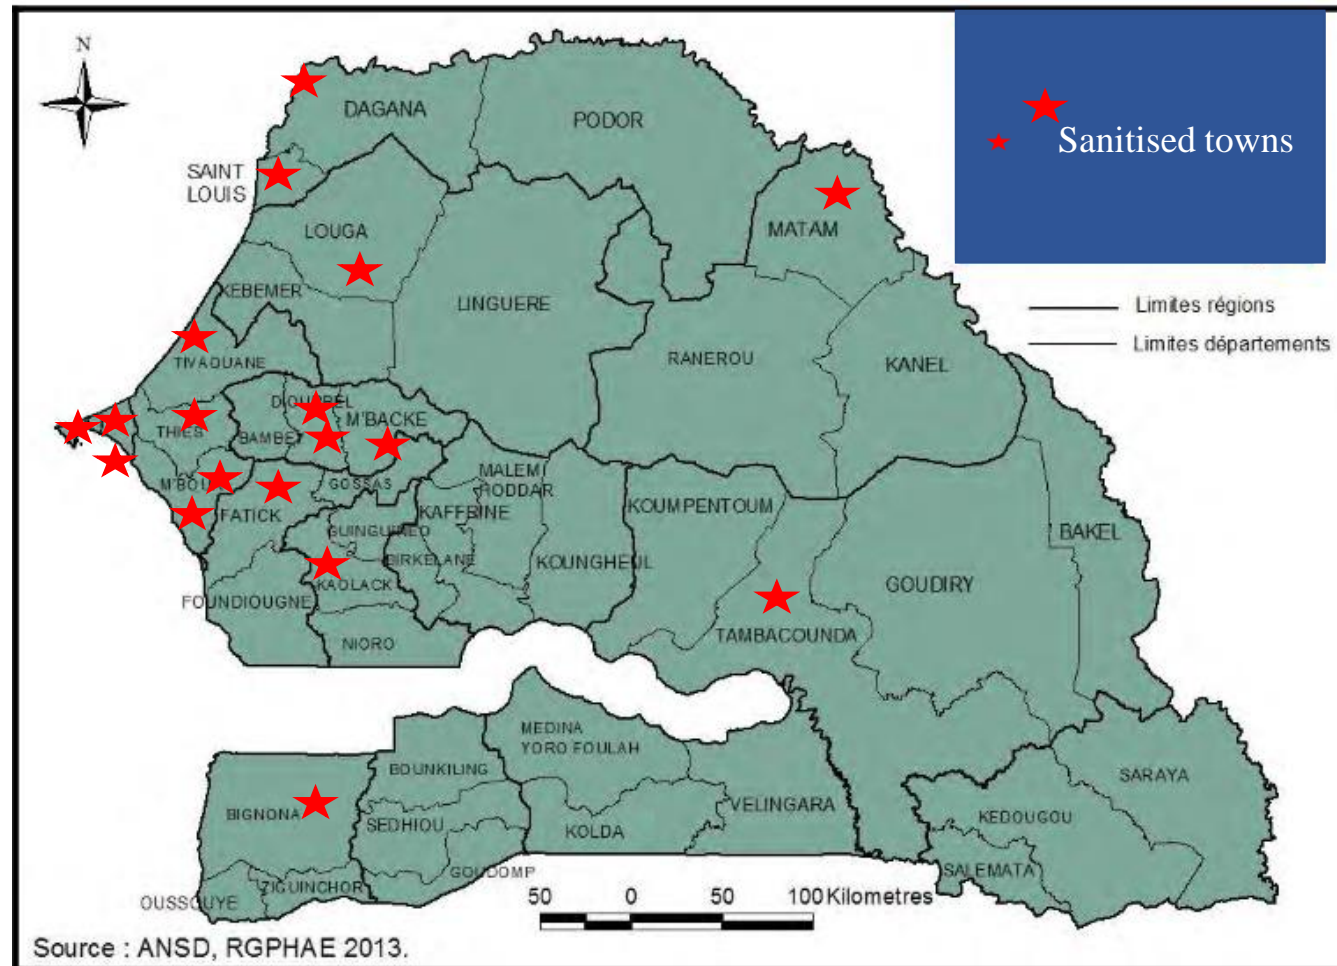 N
Sanitised towns
DAGANA
PODOR
SAINT
LOUIS
MATAM
LOUGA
KEBEMER
LINGUERE
Limites régions
Limites départements
TIVAOUANE
RANEROU
KANEL
DIOURBEL
M'BACKE
THIES
BAMBEY
GOSSAS
M'BOUR
MALEM
HODDAR
KOUMPENTOUM
FATICK
KAFFRINE
GUINGUINEO
BIRKELANE
KOUNGHEUL
BAKEL
GOUDIRY
KAOLACK
FOUNDIOUGNE
TAMBACOUNDA
NIORO
MEDINA
YORO FOULAH
BOUNKILING
SARAYA
VELINGARA
BIGNONA
SEDHIOU
KOLDA
KEDOUGOU
GOUDOMP
SALEMATA
ZIGUINCHOR
OUSSOUYE
50 0 50 100 Kilometres
Source : ANSD, RGPHAE 2013.